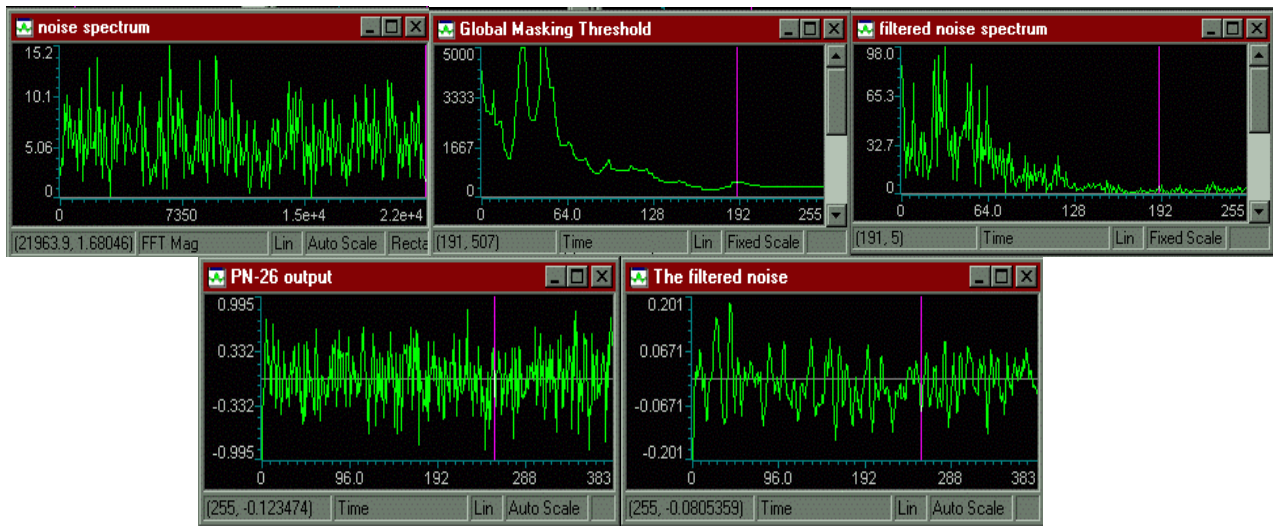 noise spectrum
15.2
10.1
5.06
0
0 7350 1.5e+4 2.2e+4
(21963.9, 1.68046) FFT Mag Lin Auto Scale Recta
Global Masking Threshold
5000
3333
1667
0
0 64.0 128 192 255
(191, 507) Time Lin Fixed Scale
filtered noise spectrum
98.0
65.3
32.7
0
0 64.0 128 192 255
(191, 5) Time Lin Fixed Scale
PN-26 output
0.995
0.332
-0.332
-0.995
0 96.0 192 288 383
(255, -0.123474) Time Lin Auto Scale
The filtered noise
0.201
0.0671
-0.0671
-0.201
0 96.0 192 288 383
(255, -0.0805359) Time Lin Auto Scale